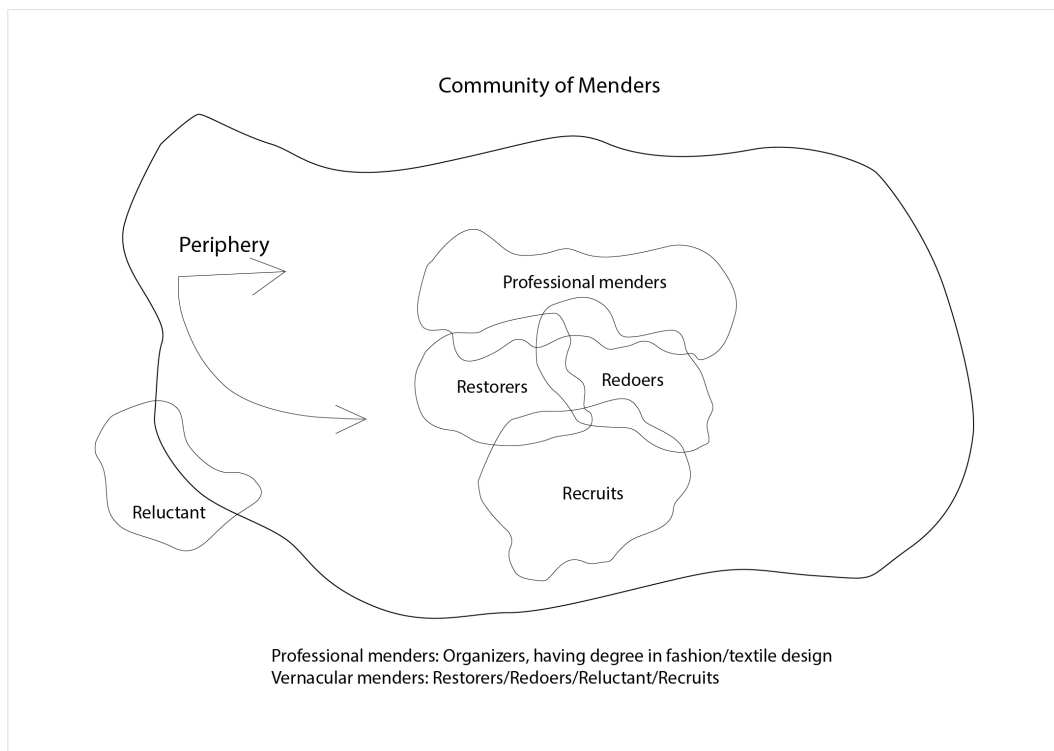 Community of Menders
Periphery
Professional menders
Restorers
Redoers
Recruits
Reluctant
Professional menders: Organizers, having degree in fashion/textile design
Vernacular menders: Restorers/Redoers/Reluctant/Recruits